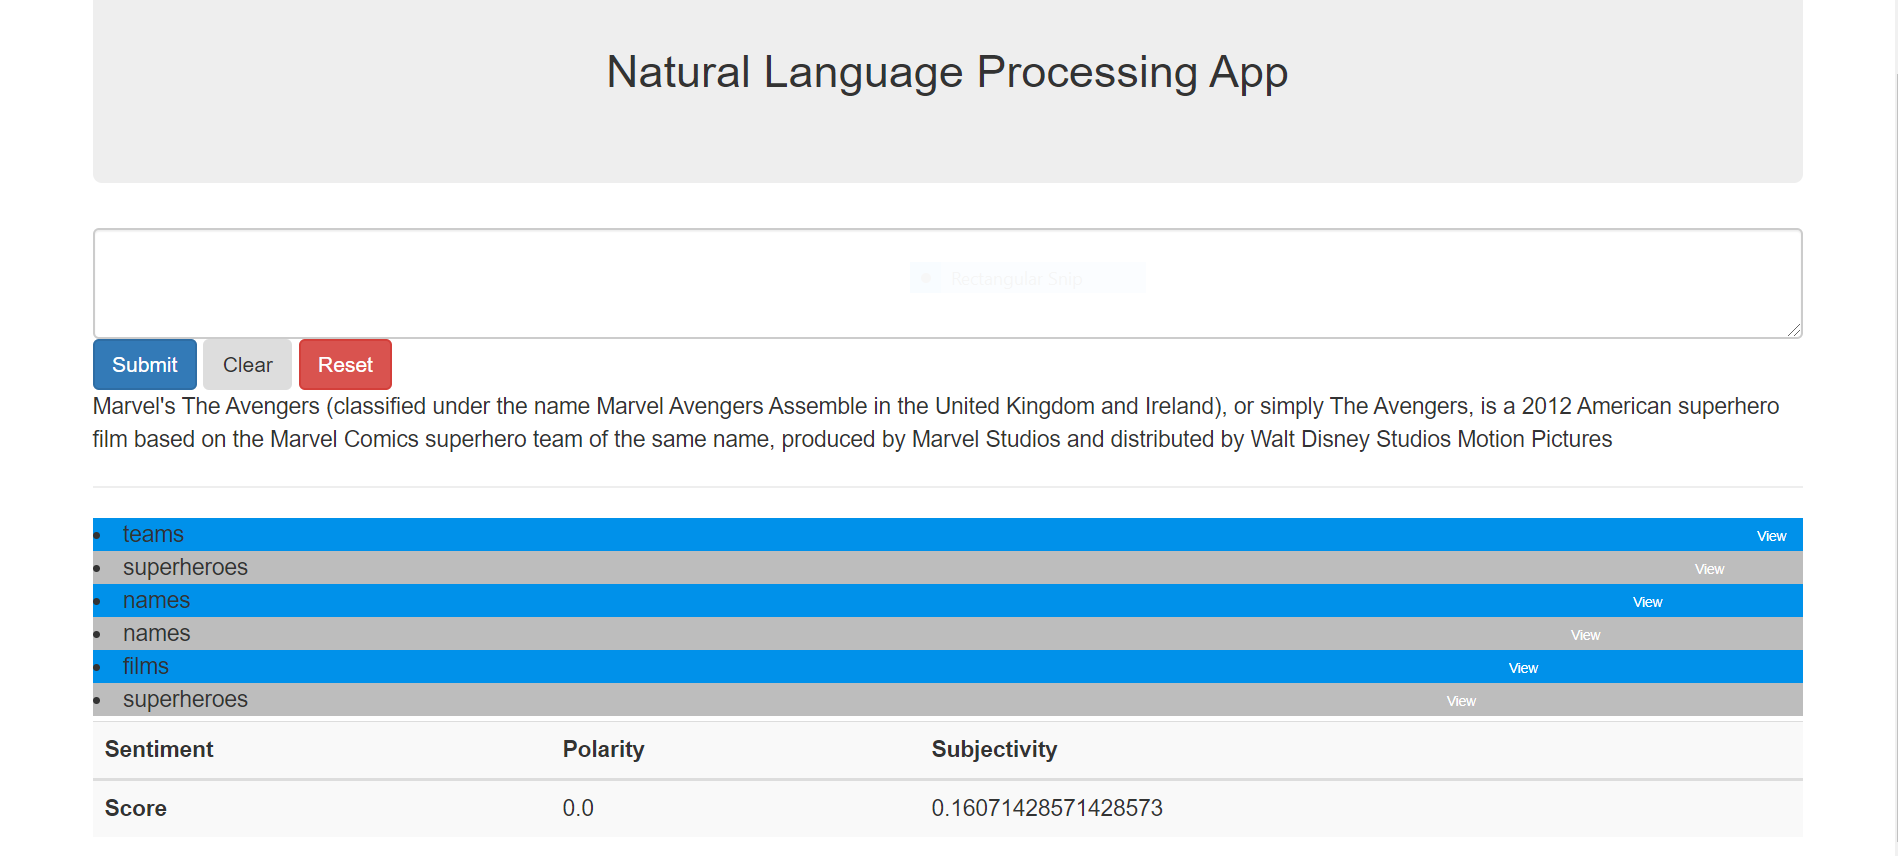 Natural Language Processing App
Rectangular Snip
Submit Clear Reset
Marvel's The Avengers (classified under the name Marvel Avengers Assemble in the United Kingdom and Ireland), or simply The Avengers, is a 2012 American superhero
film based on the Marvel Comics superhero team of the same name, produced by Marvel Studios and distributed by Walt Disney Studios Motion Pictures
teams View
superheroes View
names View
names View
films View
superheroes View
Sentiment Polarity Subjectivity
Score 0.0 0.16071428571428573